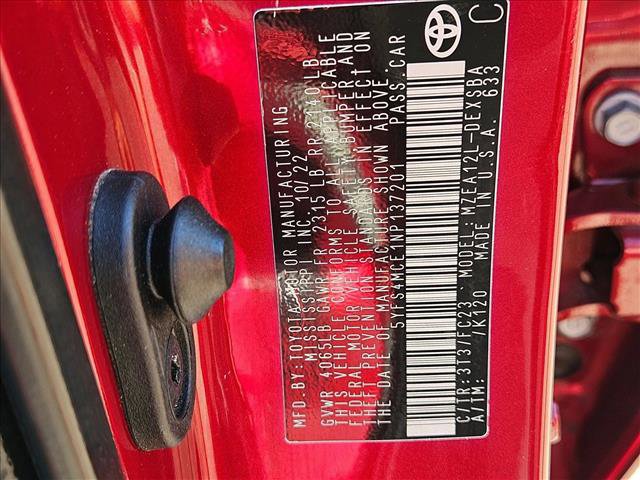 MFD. BY: TOYOTA MOTOR MANUFACTURING
MISSISSIPPI INC. 10/22
GVWR 4065LB GAWR FR 2315 LB RR 2140 LB
THIS VEHICLE CONFORMS TO ALL APPLICABLE
FEDERAL MOTOR VEHICLE SAFETY, BUMPER AND
THEFT PREVENTION STANDARDS IN EFFECT ON
THE DATE OF MANUFACTURE SHOWN ABOVE.
5YFS4MCE1NP137201 PASS. CAR
C/TR: 3T3/FC23 MODEL: MZEA12L-DEXSBA
A/TM: /K120 MADE IN U.S.A. 633
C